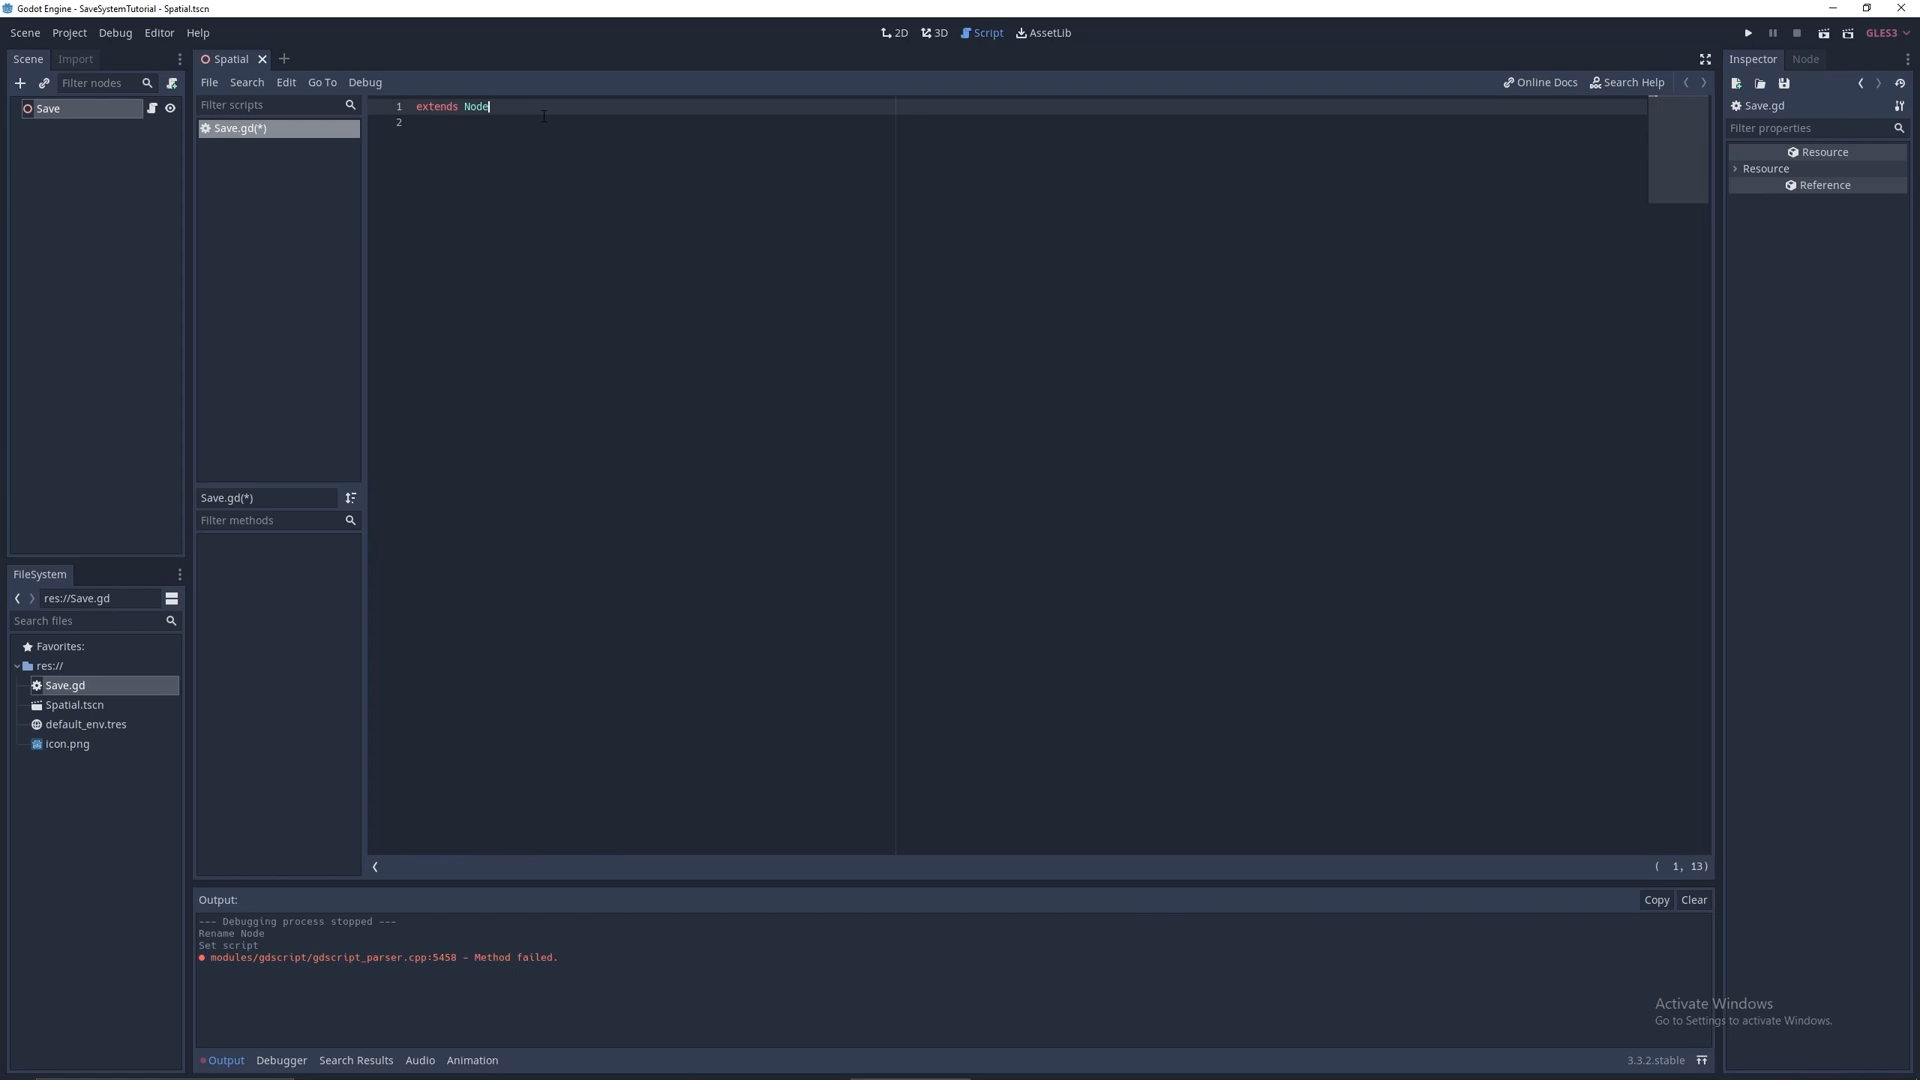 Godot Engine - SaveSystemTutorial - Spatial.tscn
Scene Project Debug Editor Help
2D 3D Script AssetLib
GLES3
Scene Import
Spatial
Inspector Node
Filter nodes
File Search Edit Go To Debug
Online Docs Search Help
Save
Filter scripts
Save.gd(*)
1 extends Node
2
Save.gd
Filter properties
Resource
Resource
Reference
Save.gd(*)
Filter methods
( 1, 13)
FileSystem
res://Save.gd
Search files
Favorites:
res://
Save.gd
Spatial.tscn
default_env.tres
icon.png
Output:
Copy Clear
--- Debugging process stopped ---
Rename Node
Set script
modules/gdscript/gdscript_parser.cpp:5458 - Method failed.
Output Debugger Search Results Audio Animation
3.3.2.stable
Activate Windows
Go to Settings to activate Windows.